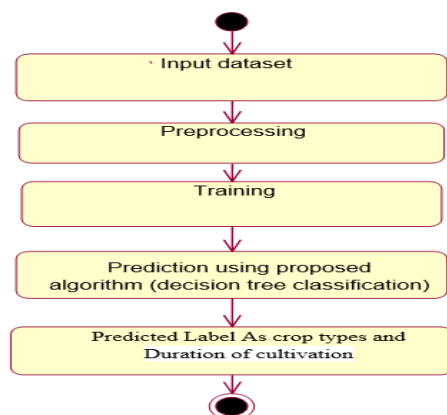 Input dataset
Preprocessing
Training
Prediction using proposed
algorithm (decision tree classification)
Predicted Label As crop types and
Duration of cultivation